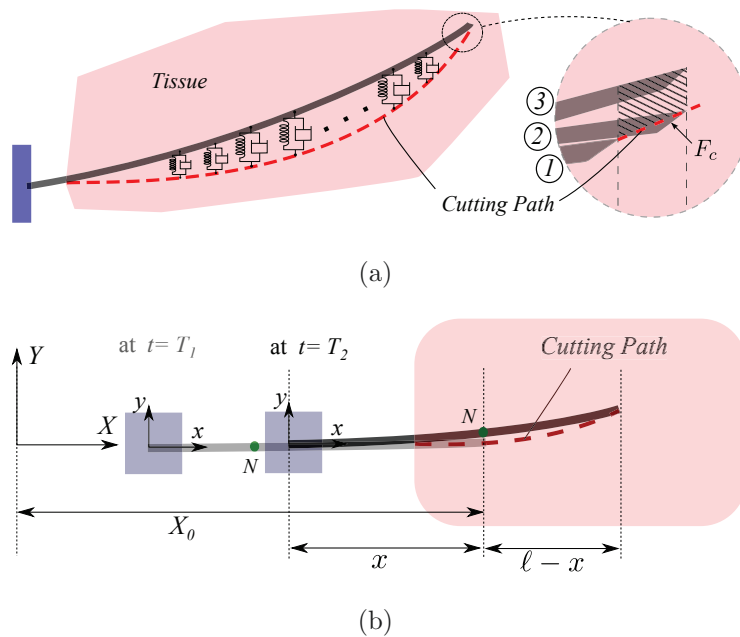 Tissue
3
2
1
F_c
Cutting Path
(a)
at t= T_1
at t= T_2
Cutting Path
Y
y
y
X
x
x
N
N
X_0
x
ℓ − x
(b)